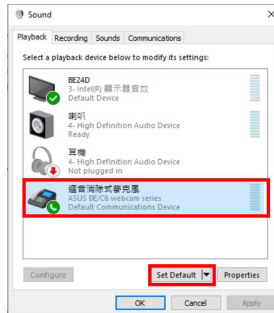 Sound
Playback Recording Sounds Communications
Select a playback device below to modify its settings:
BE24D
3- Intel(R) 顯示器音效
Default Device
喇叭
4- High Definition Audio Device
Ready
耳機
4- High Definition Audio Device
Not plugged in
迴音消除式麥克風
ASUS BE/C6 webcam series
Default Communications Device
Configure Set Default Properties
OK Cancel Apply